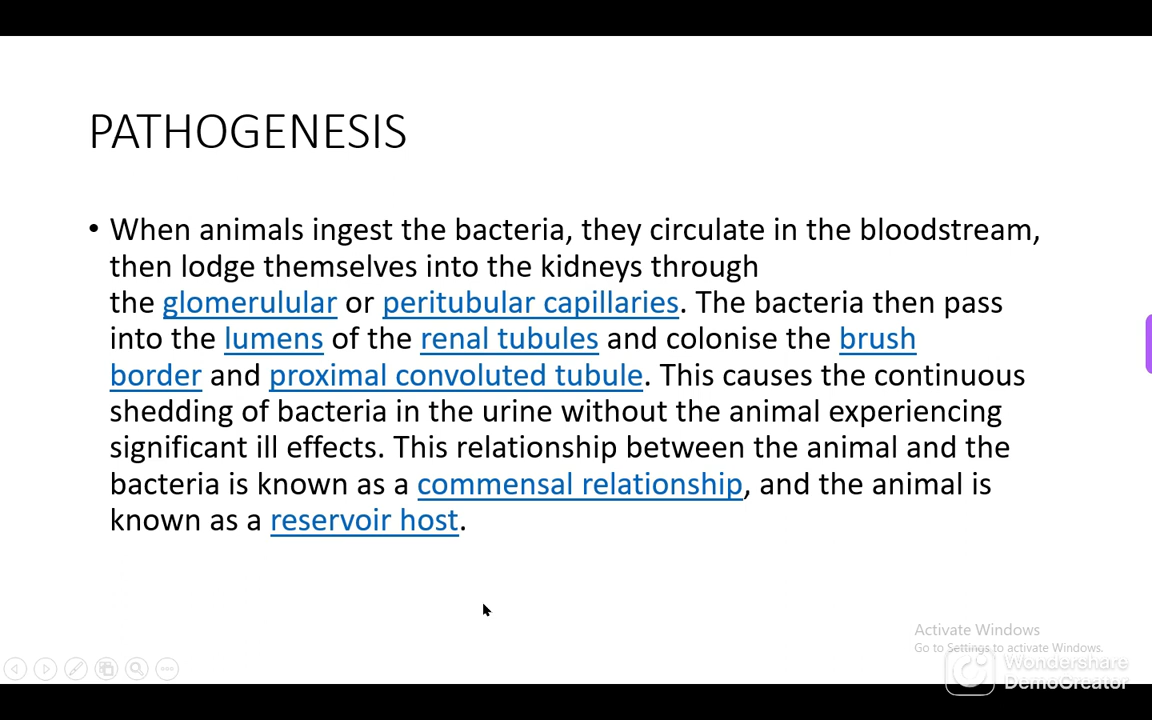 PATHOGENESIS
• When animals ingest the bacteria, they circulate in the bloodstream,
then lodge themselves into the kidneys through
the glomerulular or peritubular capillaries. The bacteria then pass
into the lumens of the renal tubules and colonise the brush
border and proximal convoluted tubule. This causes the continuous
shedding of bacteria in the urine without the animal experiencing
significant ill effects. This relationship between the animal and the
bacteria is known as a commensal relationship, and the animal is
known as a reservoir host.
Activate Windows
Go to Settings to activate Windows.
Wondershare
DemoCreator